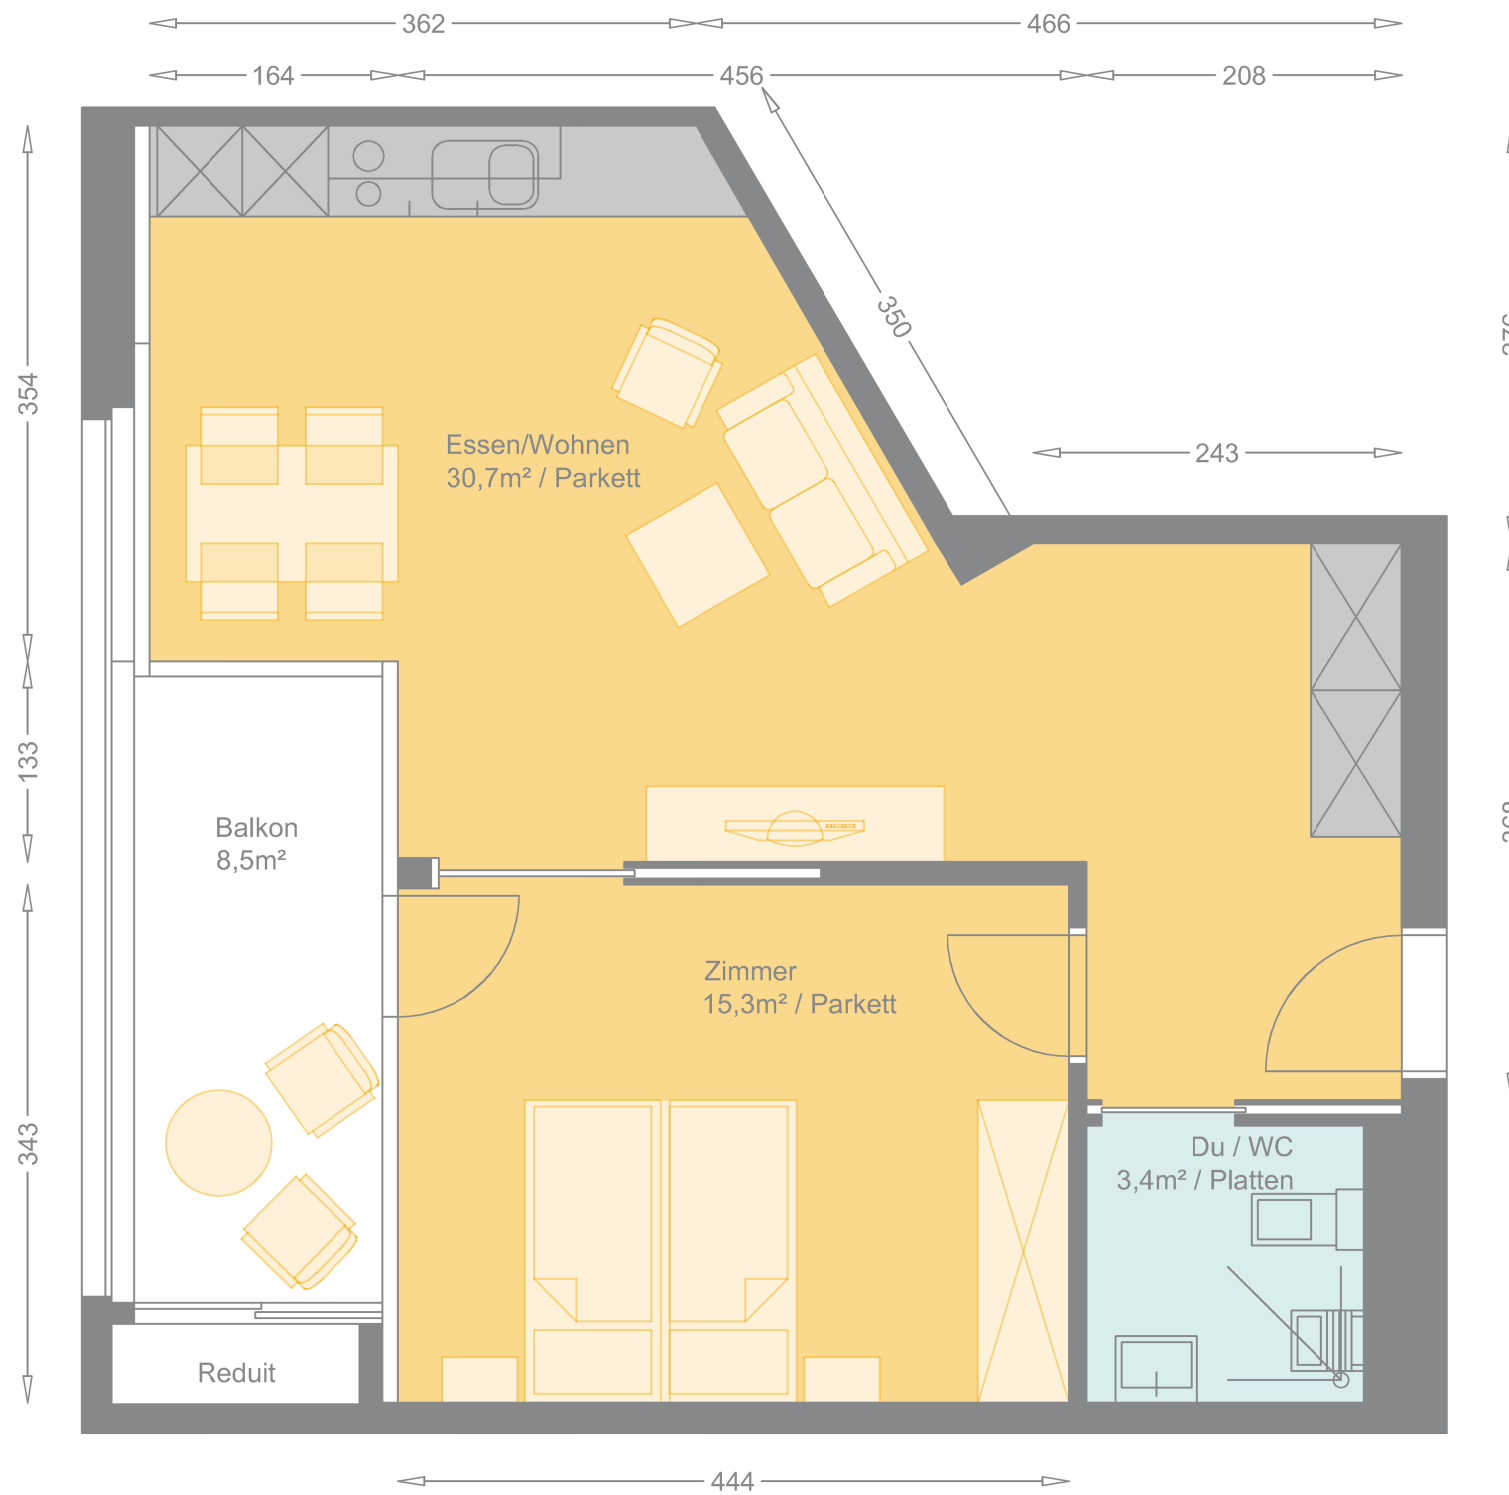 362
466
164
456
208
350
354
243
Essen/Wohnen
30,7m² / Parkett
133
Balkon
8,5m²
Zimmer
15,3m² / Parkett
343
Du / WC
3,4m² / Platten
Reduit
444